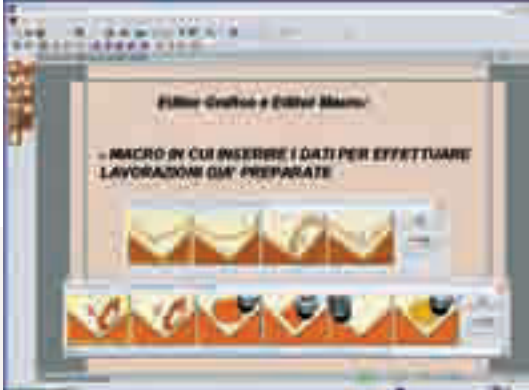 Editor Grafico e Editor Macro:
- MACRO IN CUI INSERIRE I DATI PER EFFETTUARE
LAVORAZIONI GIA' PREPARATE